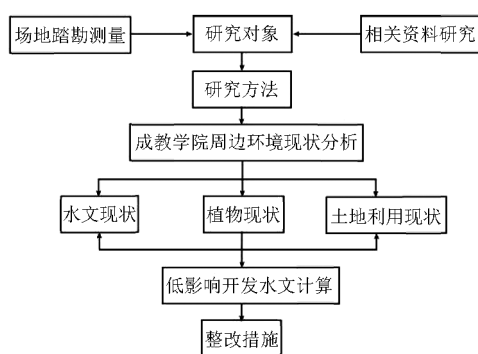 场地踏勘测量
研究对象
相关资料研究
研究方法
成教学院周边环境现状分析
水文现状
植物现状
土地利用现状
低影响开发水文计算
整改措施